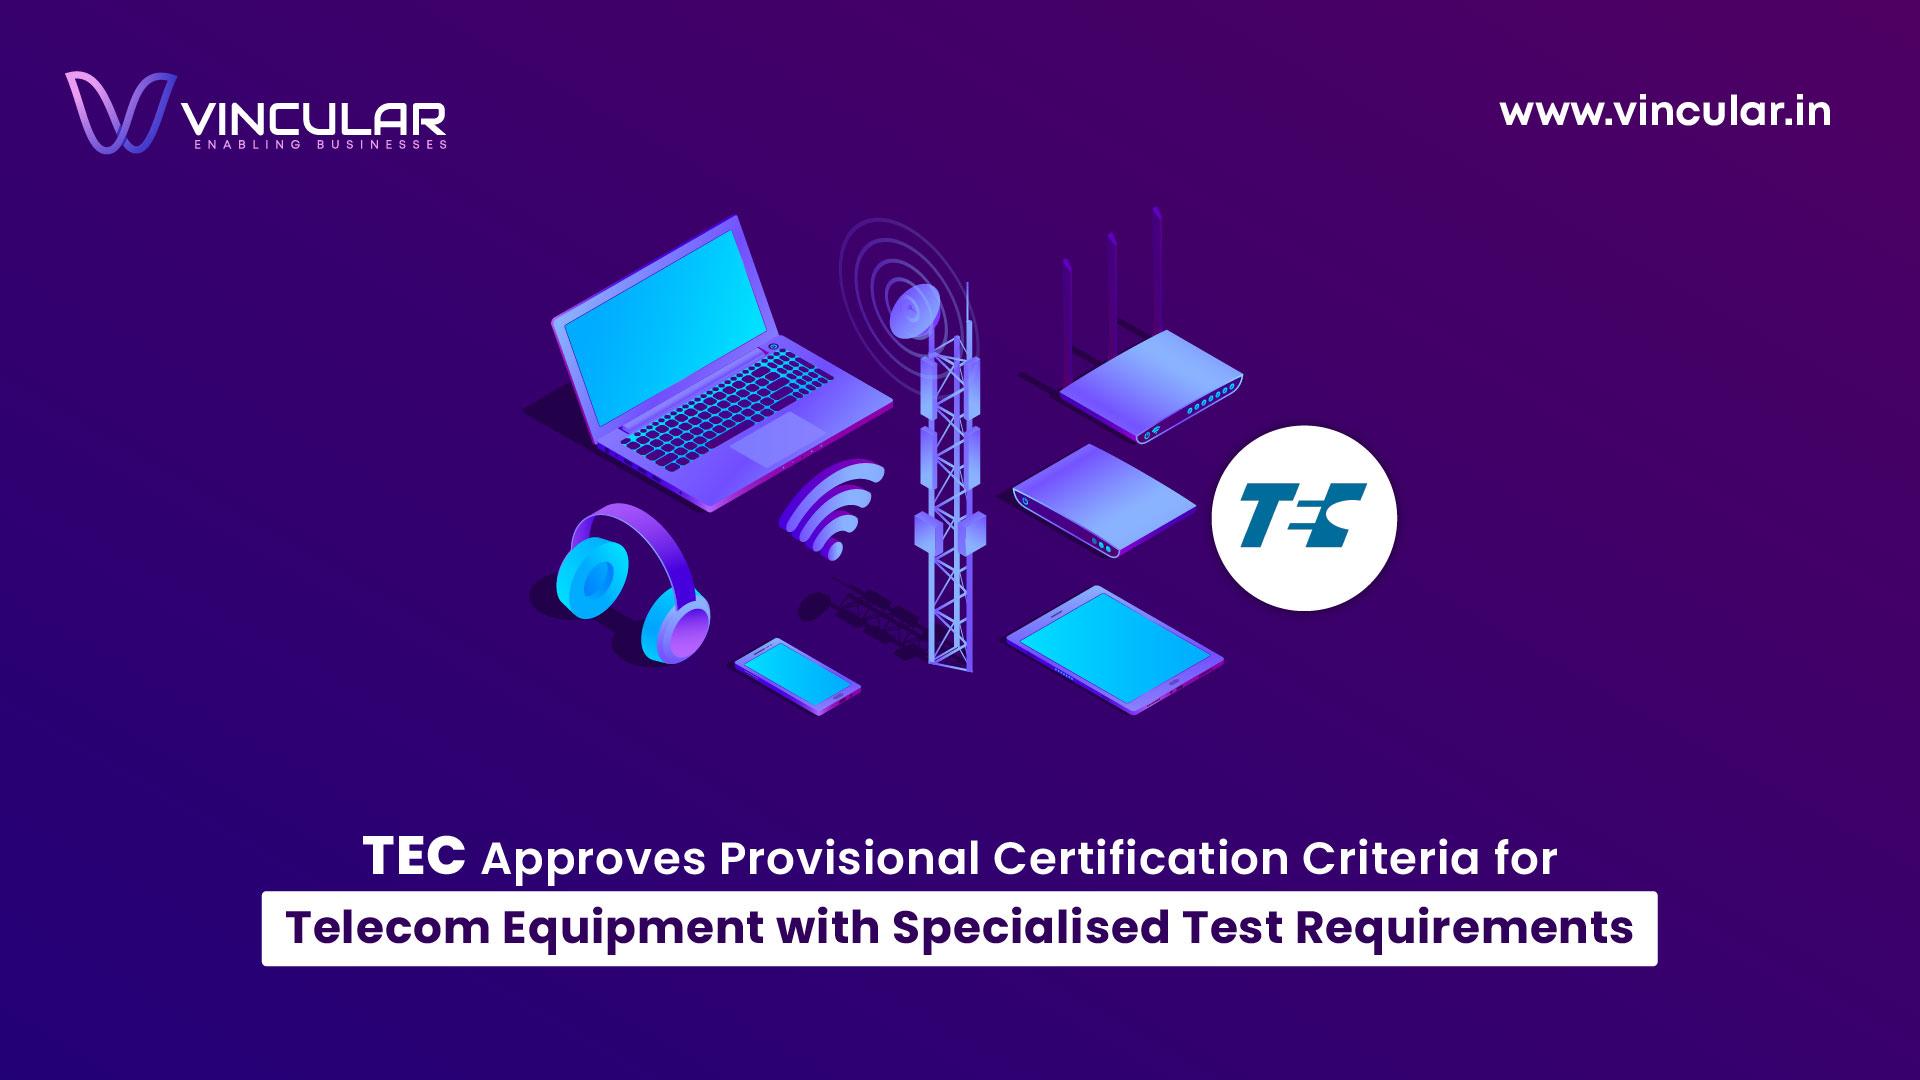 VINCULAR
ENABLING BUSINESSES
www.vincular.in
TEC
TEC Approves Provisional Certification Criteria for
Telecom Equipment with Specialised Test Requirements